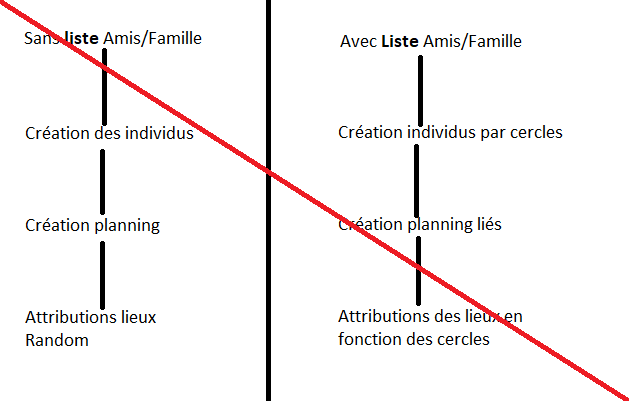 Sans liste Amis/Famille
Création des individus
Création planning
Attributions lieux
Random
Avec Liste Amis/Famille
Création individus par cercles
Création planning liés
Attributions des lieux en
fonction des cercles